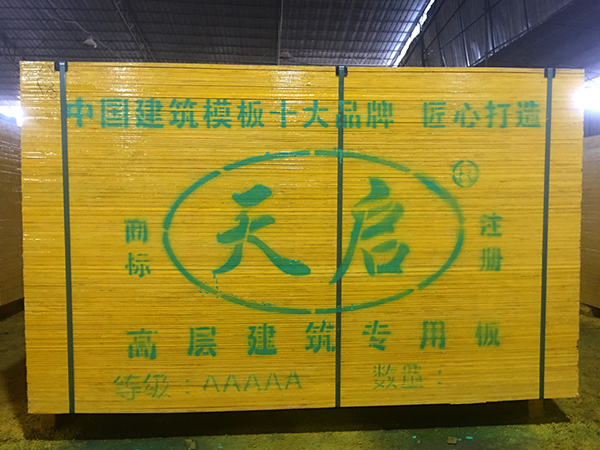 中国建筑模板十大品牌 匠心打造
商标 天启 ® 注册
高层建筑专用板
等级：AAAAA 数量：